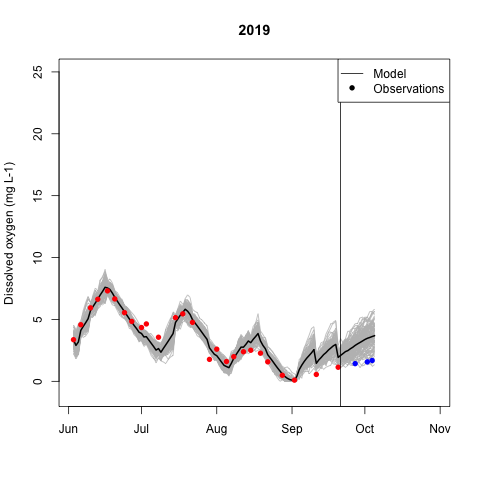 2019
Dissolved oxygen (mg L-1)
25
20
15
10
5
0
Model
Observations
Jun
Jul
Aug
Sep
Oct
Nov